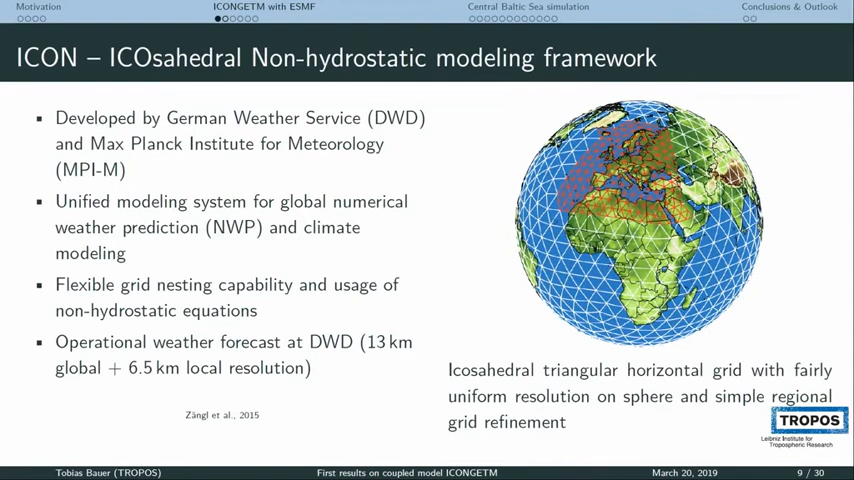 Motivation
ICONGETM with ESMF
Central Baltic Sea simulation
Conclusions & Outlook
ICON – ICOsahedral Non-hydrostatic modeling framework
▪ Developed by German Weather Service (DWD)
and Max Planck Institute for Meteorology
(MPI-M)
▪ Unified modeling system for global numerical
weather prediction (NWP) and climate
modeling
▪ Flexible grid nesting capability and usage of
non-hydrostatic equations
▪ Operational weather forecast at DWD (13 km
global + 6.5 km local resolution)
Zängl et al., 2015
Icosahedral triangular horizontal grid with fairly
uniform resolution on sphere and simple regional
grid refinement
TROPOS
Leibniz Institute for
Tropospheric Research
Tobias Bauer (TROPOS)
First results on coupled model ICONGETM
March 20, 2019
9 / 30